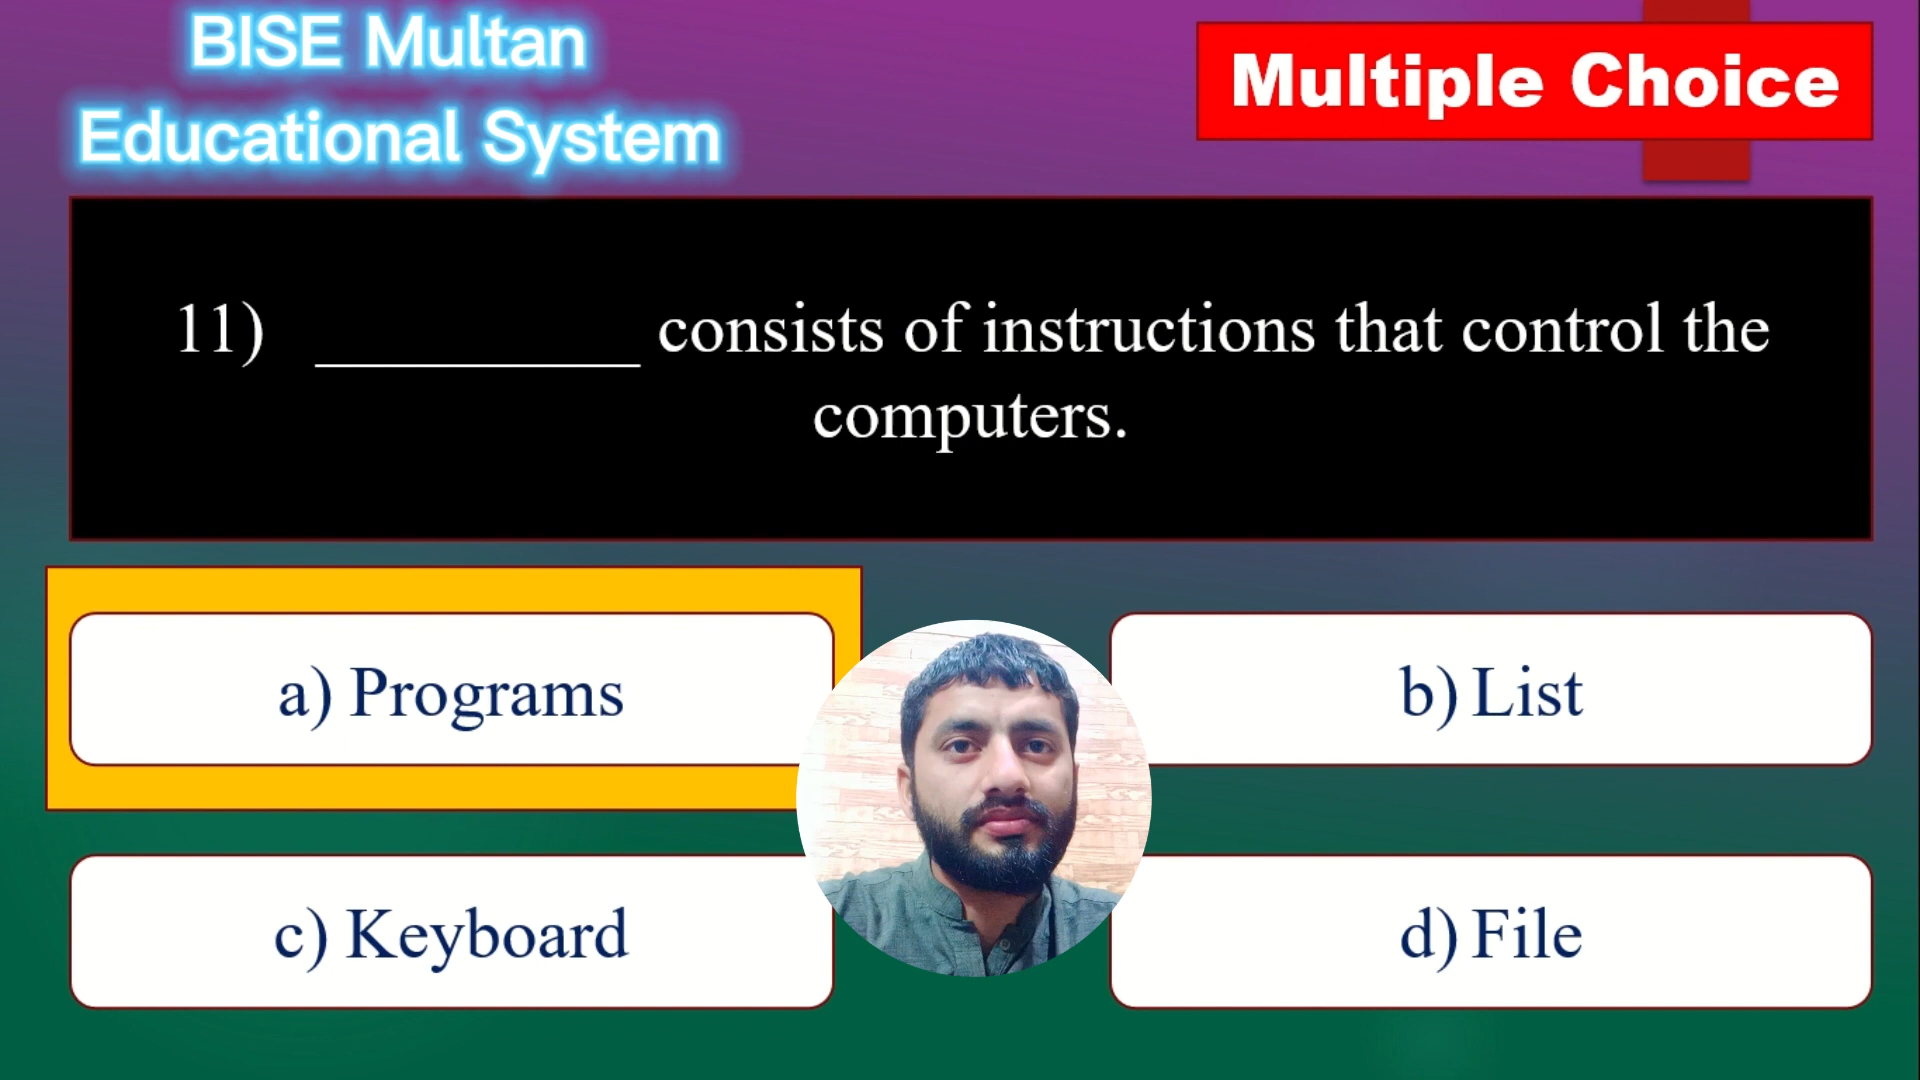 BISE Multan
Educational System
Multiple Choice
11) __________ consists of instructions that control the
computers.
a) Programs
b) List
c) Keyboard
d) File